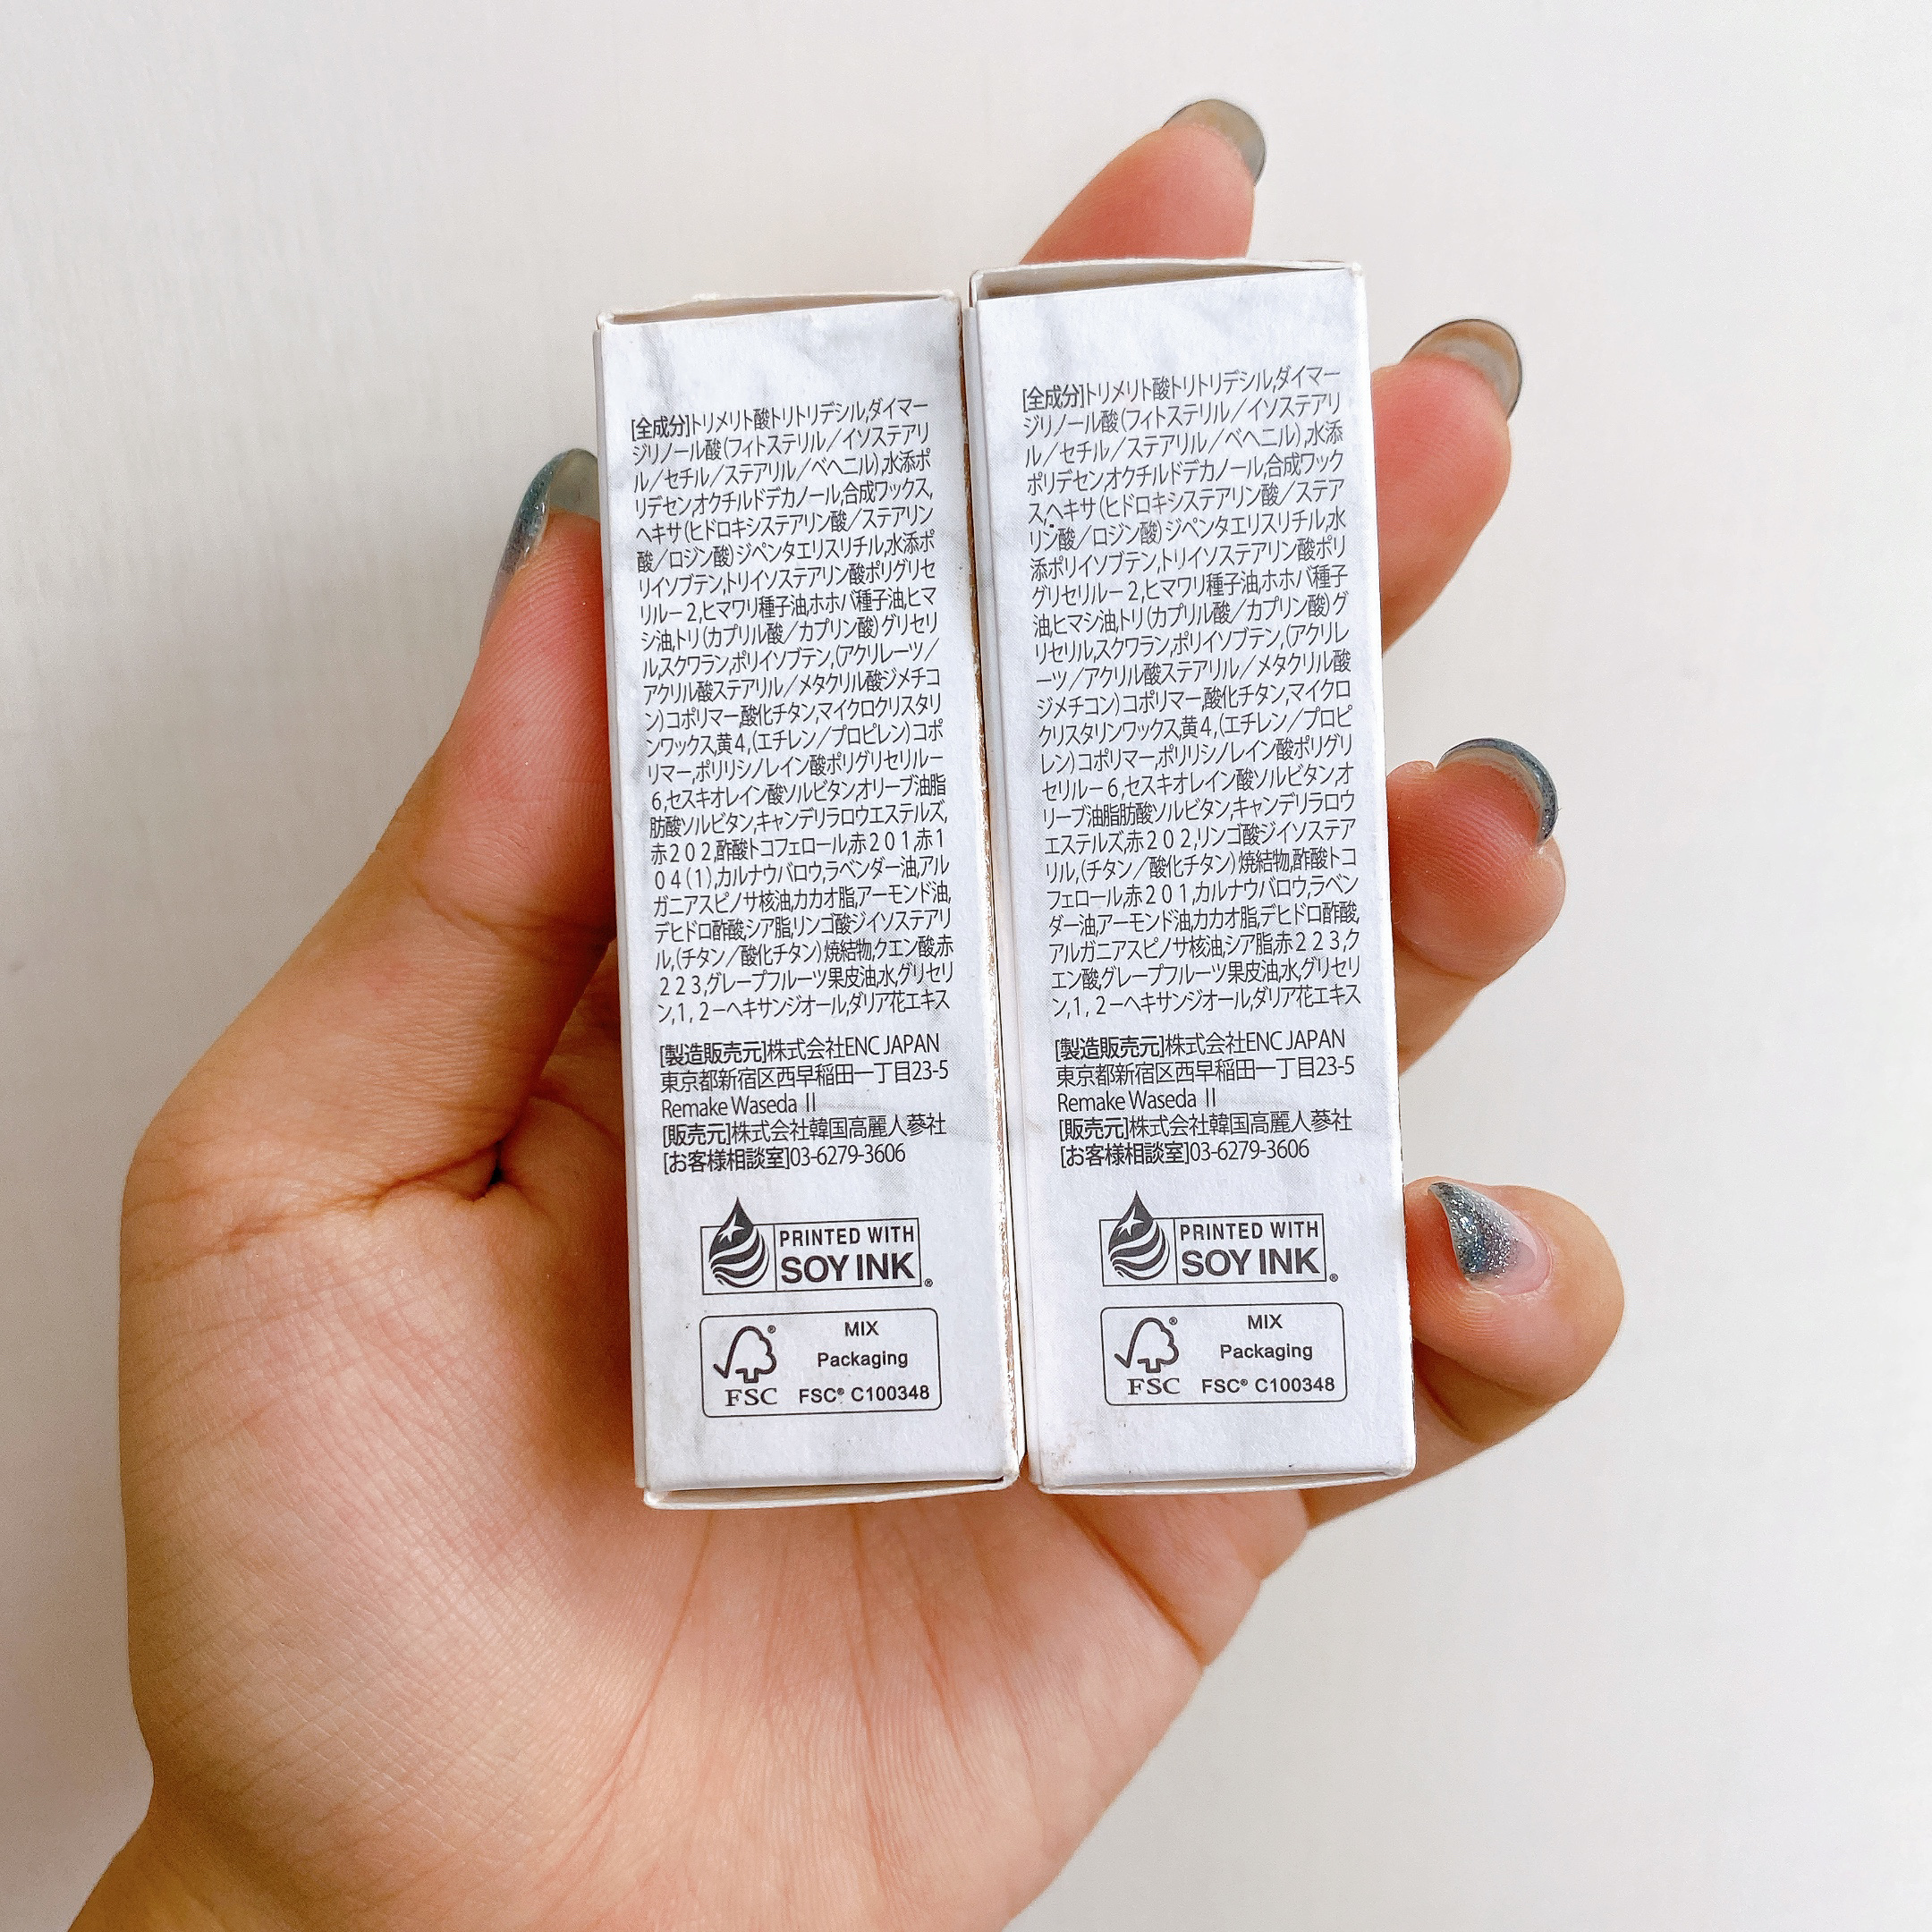 [全成分]トリメリト酸トリトリデシル,ダイマー
ジリノール酸(フィトステリル/イソステアリ
ル/セチル/ステアリル/ベヘニル),水添ポ
リデセン,オクチルドデカノール,合成ワックス,
ヘキサ(ヒドロキシステアリン酸/ステアリン
酸/ロジン酸)ジペンタエリスリチル,水添ポ
リイソブテン,トリイソステアリン酸ポリグリセ
リルー2,ヒマワリ種子油,ホホバ種子油,ヒマ
シ油,トリ(カプリル酸/カプリン酸)グリセリ
ル,スクワラン,ポリイソブテン,(アクリレーツ/
アクリル酸ステアリル/メタクリル酸ジメチコ
ン)コポリマー,酸化チタン,マイクロクリスタリ
ンワックス,黄4,(エチレン/プロピレン)コポ
リマー,ポリリシノレイン酸ポリグリセリルー
6,セスキオレイン酸ソルビタン,オリーブ油脂
肪酸ソルビタン,キャンデリラロウエステルズ,
赤202,酢酸トコフェロール,赤201,赤1
04(1),カルナウバロウ,ラベンダー油,アル
ガニアスピノサ核油,カカオ脂,アーモンド油,
デヒドロ酢酸,シア脂,リンゴ酸ジイソステアリ
ル,(チタン/酸化チタン)焼結物,クエン酸,赤
223,グレープフルーツ果皮油,水,グリセリ
ン,1,2−ヘキサンジオール,ダリア花エキス
[製造販売元]株式会社ENC JAPAN
東京都新宿区西早稲田一丁目23-5
Remake Waseda II
[販売元]株式会社韓国高麗人蔘社
[お客様相談室]03-6279-3606
PRINTED WITH
SOY INK®
FSC®
MIX
Packaging
FSC® C100348
[全成分]トリメリト酸トリトリデシル,ダイマー
ジリノール酸(フィトステリル/イソステアリ
ル/セチル/ステアリル/ベヘニル),水添
ポリデセン,オクチルドデカノール,合成ワック
ス,ヘキサ(ヒドロキシステアリン酸/ステア
リン酸/ロジン酸)ジペンタエリスリチル,水
添ポリイソブテン,トリイソステアリン酸ポリ
グリセリルー2,ヒマワリ種子油,ホホバ種子
油,ヒマシ油,トリ(カプリル酸/カプリン酸)グ
リセリル,スクワラン,ポリイソブテン,(アクリレ
ーツ/アクリル酸ステアリル/メタクリル酸
ジメチコン)コポリマー,酸化チタン,マイクロ
クリスタリンワックス,黄4,(エチレン/プロピ
レン)コポリマー,ポリリシノレイン酸ポリグリ
セリルー6,セスキオレイン酸ソルビタン,オ
リーブ油脂肪酸ソルビタン,キャンデリラロウ
エステルズ,赤202,リンゴ酸ジイソステア
リル,(チタン/酸化チタン)焼結物,酢酸トコ
フェロール,赤201,カルナウバロウ,ラベン
ダー油,アーモンド油,カカオ脂,デヒドロ酢酸,
アルガニアスピノサ核油,シア脂,赤223,ク
エン酸,グレープフルーツ果皮油,水,グリセリ
ン,1,2−ヘキサンジオール,ダリア花エキス
[製造販売元]株式会社ENC JAPAN
東京都新宿区西早稲田一丁目23-5
Remake Waseda II
[販売元]株式会社韓国高麗人蔘社
[お客様相談室]03-6279-3606
PRINTED WITH
SOY INK®
FSC®
MIX
Packaging
FSC® C100348